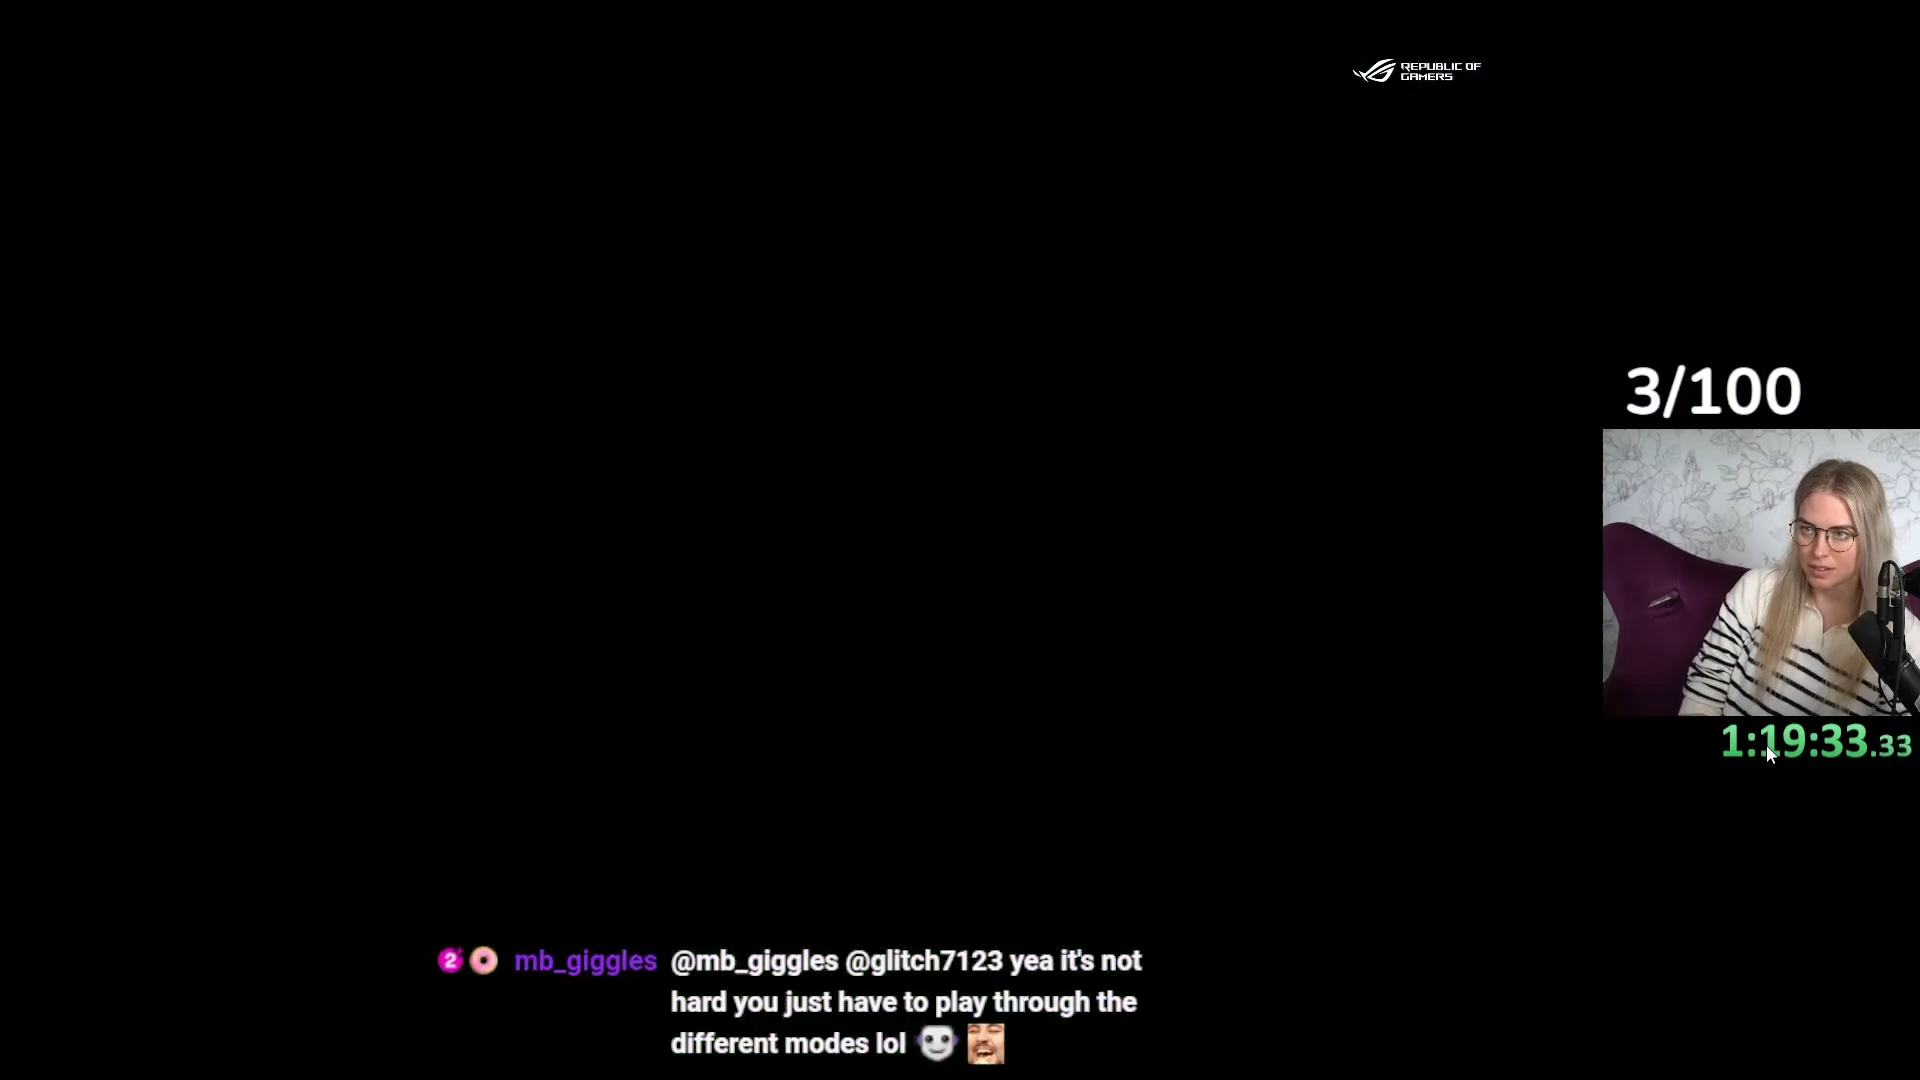 REPUBLIC OF
GAMERS
3/100
1:19:33.33
2 mb_giggles @mb_giggles @glitch7123 yea it's not
hard you just have to play through the
different modes lol